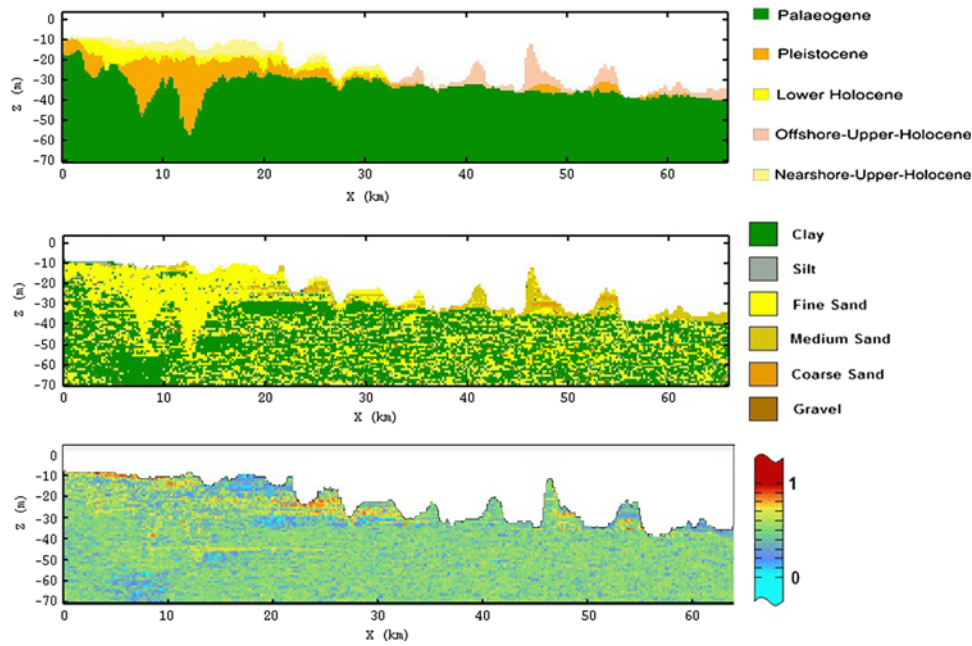 0
-10
-20
-30
-40
-50
-60
-70
Z (m)
0 10 20 30 40 50 60
X (km)
Palaeogene
Pleistocene
Lower Holocene
Offshore-Upper-Holocene
Nearshore-Upper-Holocene
0
-10
-20
-30
-40
-50
-60
-70
Z (m)
0 10 20 30 40 50 60
X (km)
Clay
Silt
Fine Sand
Medium Sand
Coarse Sand
Gravel
0
-10
-20
-30
-40
-50
-60
-70
Z (m)
0 10 20 30 40 50 60
X (km)
1
0